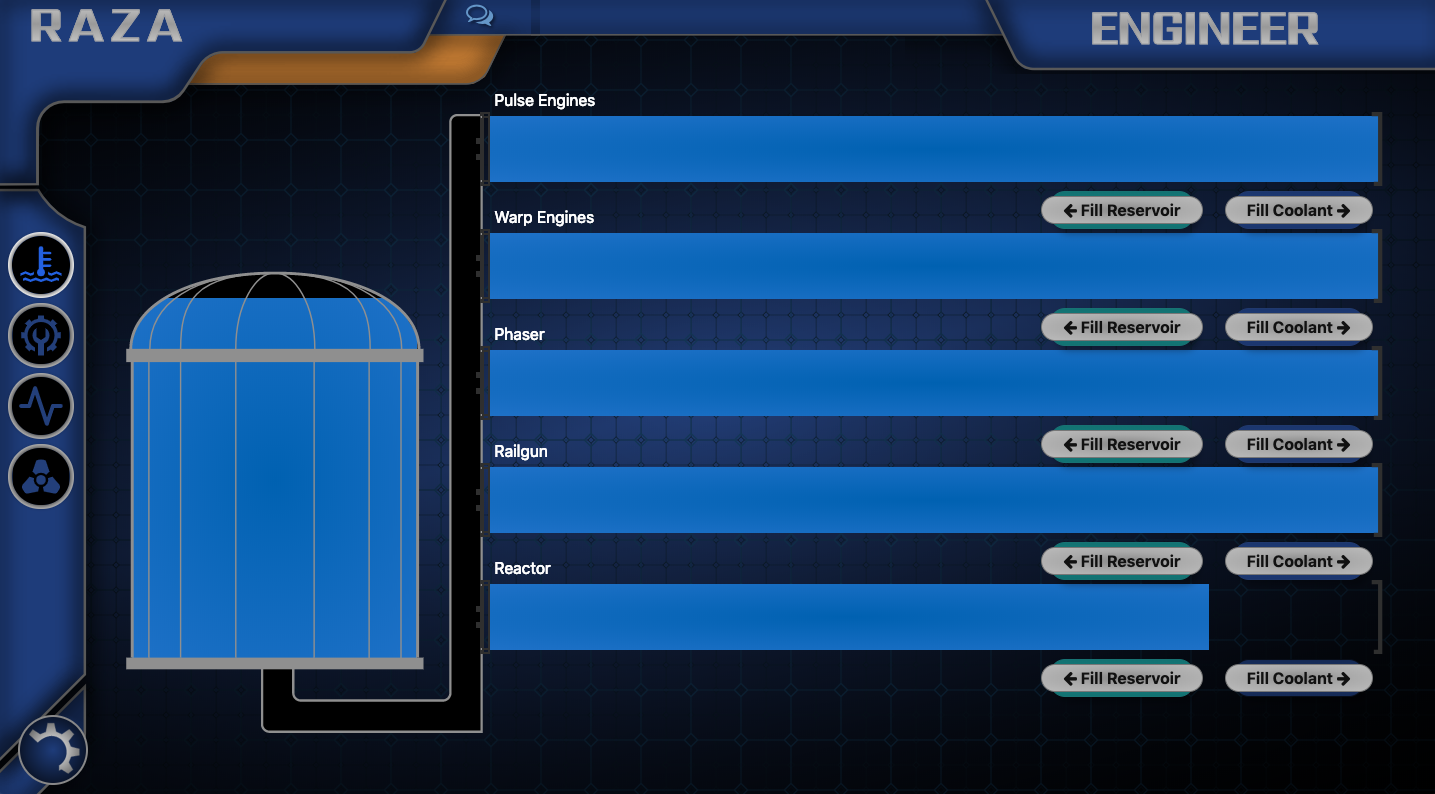 RAZA
ENGINEER
Pulse Engines
Fill Reservoir Fill Coolant
Warp Engines
Fill Reservoir Fill Coolant
Phaser
Fill Reservoir Fill Coolant
Railgun
Fill Reservoir Fill Coolant
Reactor
Fill Reservoir Fill Coolant